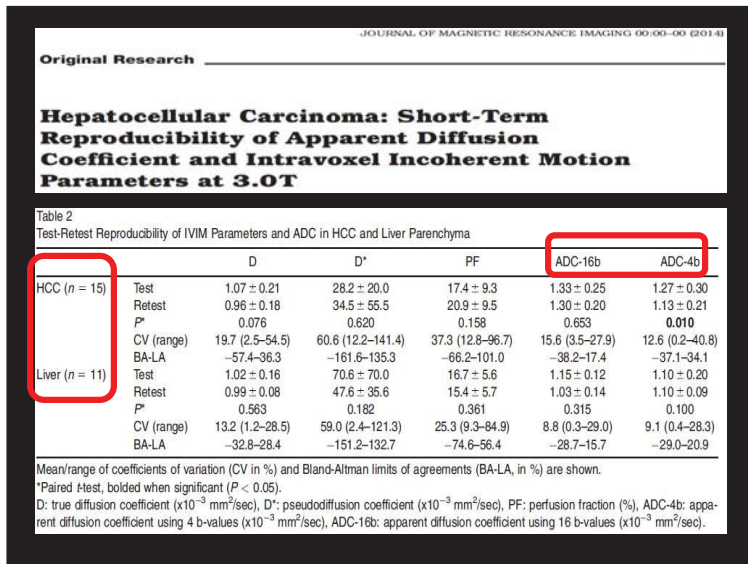 JOURNAL OF MAGNETIC RESONANCE IMAGING 00:00–00 (2014)
Original Research
Hepatocellular Carcinoma: Short-Term
Reproducibility of Apparent Diffusion
Coefficient and Intravoxel Incoherent Motion
Parameters at 3.0T
Table 2
Test-Retest Reproducibility of IVIM Parameters and ADC in HCC and Liver Parenchyma
D D* PF ADC-16b ADC-4b
HCC (n = 15) Test 1.07 ± 0.21 28.2 ± 20.0 17.4 ± 9.3 1.33 ± 0.25 1.27 ± 0.30
Retest 0.96 ± 0.18 34.5 ± 55.5 20.9 ± 9.5 1.30 ± 0.20 1.13 ± 0.21
P* 0.076 0.620 0.158 0.653 0.010
CV (range) 19.7 (2.5–54.5) 60.6 (12.2–141.4) 37.3 (12.8–96.7) 15.6 (3.5–27.9) 12.6 (0.2–40.8)
BA-LA −57.4–36.3 −161.6–135.3 −66.2–101.0 −38.2–17.4 −37.1–34.1
Liver (n = 11) Test 1.02 ± 0.16 70.6 ± 70.0 16.7 ± 5.6 1.15 ± 0.12 1.10 ± 0.20
Retest 0.99 ± 0.08 47.6 ± 35.6 15.4 ± 5.7 1.03 ± 0.14 1.10 ± 0.09
P* 0.563 0.182 0.361 0.315 0.100
CV (range) 13.2 (1.2–28.5) 59.0 (2.4–121.3) 25.3 (9.3–84.9) 8.8 (0.3–29.0) 9.1 (0.4–28.3)
BA-LA −32.8–28.4 −151.2–132.7 −74.6–56.4 −28.7–15.7 −29.0–20.9
Mean/range of coefficients of variation (CV in %) and Bland-Altman limits of agreements (BA-LA, in %) are shown.
*Paired t-test, bolded when significant (P < 0.05).
D: true diffusion coefficient (x10⁻³ mm²/sec), D*: pseudodiffusion coefficient (x10⁻³ mm²/sec), PF: perfusion fraction (%), ADC-4b: appa-
rent diffusion coefficient using 4 b-values (x10⁻³ mm²/sec), ADC-16b: apparent diffusion coefficient using 16 b-values (x10⁻³ mm²/sec).